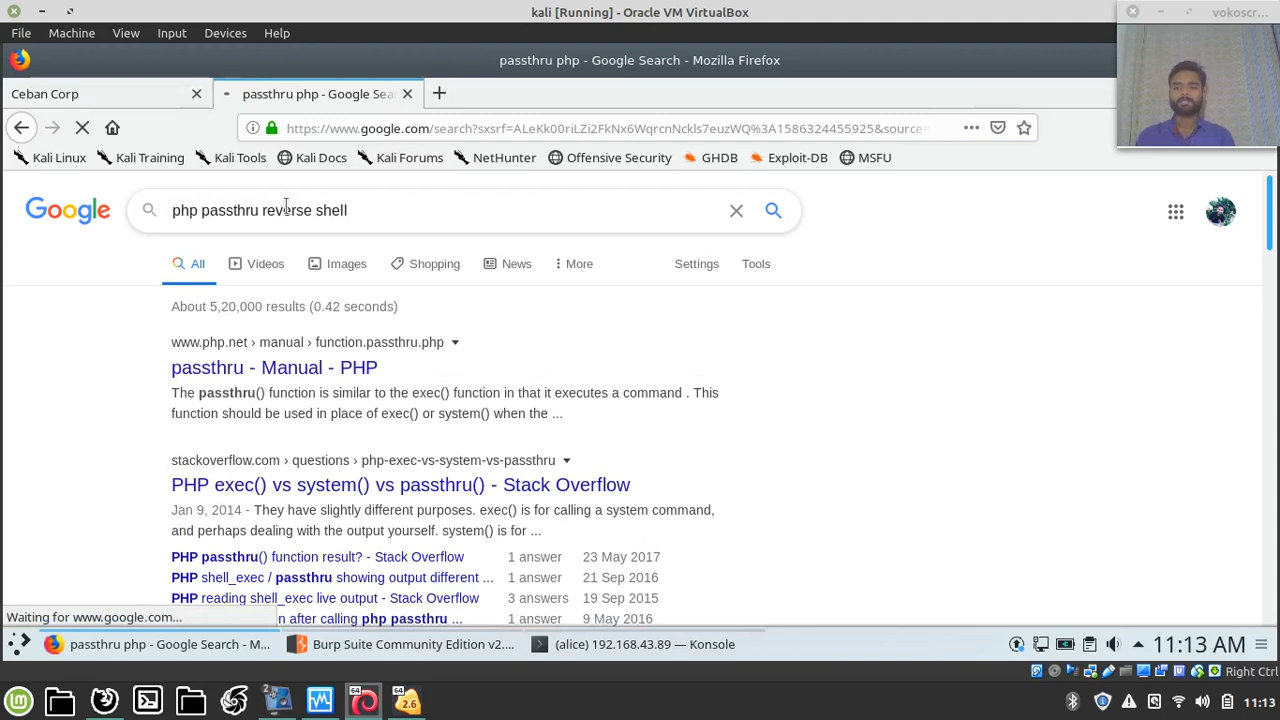 kali [Running] - Oracle VM VirtualBox
vokoscr...
File Machine View Input Devices Help
passthru php - Google Search - Mozilla Firefox
Ceban Corp
passthru php - Google Sea
https://www.google.com/search?sxsrf=ALeKk00riLZi2FkNx6WqrcnNckls7euzWQ%3A1586324455925&source=
Kali Linux Kali Training Kali Tools Kali Docs Kali Forums NetHunter Offensive Security GHDB Exploit-DB MSFU
Google
php passthru reverse shell
All Videos Images Shopping News More Settings Tools
About 5,20,000 results (0.42 seconds)
www.php.net › manual › function.passthru.php
passthru - Manual - PHP
The passthru() function is similar to the exec() function in that it executes a command . This
function should be used in place of exec() or system() when the ...
stackoverflow.com › questions › php-exec-vs-system-vs-passthru
PHP exec() vs system() vs passthru() - Stack Overflow
Jan 9, 2014 - They have slightly different purposes. exec() is for calling a system command,
and perhaps dealing with the output yourself. system() is for ...
PHP passthru() function result? - Stack Overflow 1 answer 23 May 2017
PHP shell_exec / passthru showing output different ... 1 answer 21 Sep 2016
PHP reading shell_exec live output - Stack Overflow 3 answers 19 Sep 2015
n after calling php passthru ... 1 answer 9 May 2016
Waiting for www.google.com...
passthru php - Google Search - M...
Burp Suite Community Edition v2....
(alice) 192.168.43.89 — Konsole
11:13 AM
Right Ctrl
2
64
64
2.6
11:13